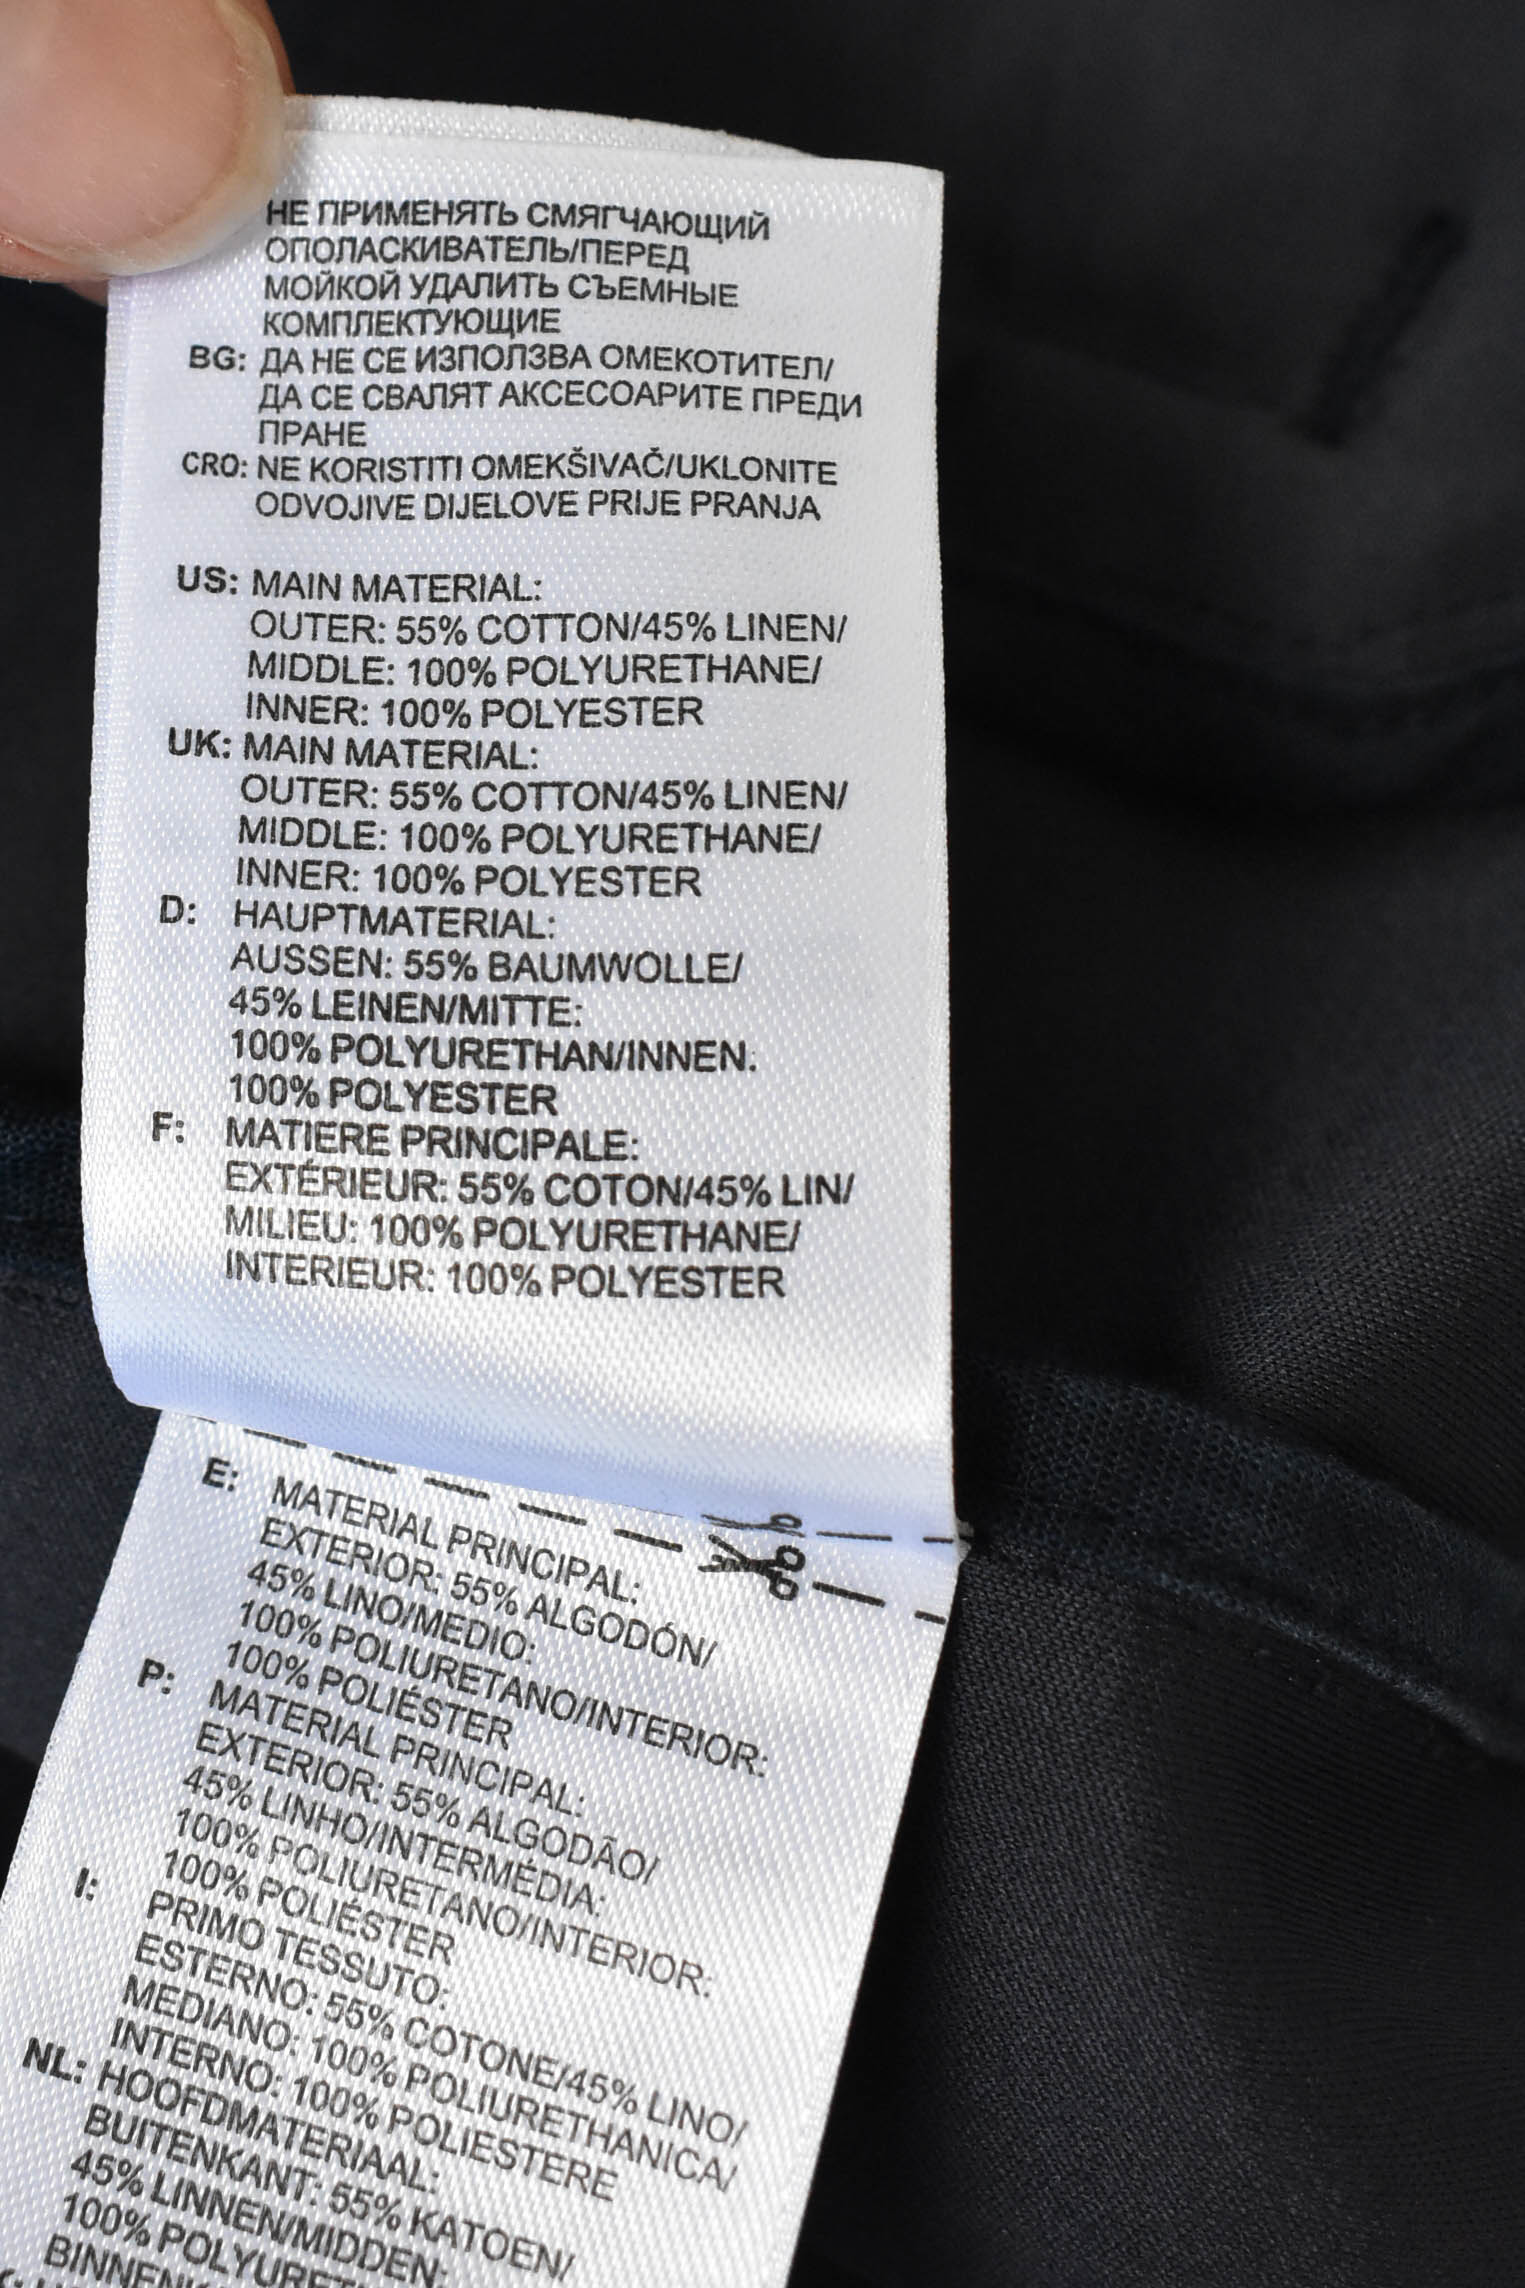 НЕ ПРИМЕНЯТЬ СМЯГЧАЮЩИЙ
ОПОЛАСКИВАТЕЛЬ/ПЕРЕД
МОЙКОЙ УДАЛИТЬ СЪЕМНЫЕ
КОМПЛЕКТУЮЩИЕ
BG: ДА НЕ СЕ ИЗПОЛЗВА ОМЕКОТИТЕЛ/
ДА СЕ СВАЛЯТ АКСЕСОАРИТЕ ПРЕДИ
ПРАНЕ
CRO: NE KORISTITI OMEKŠIVAČ/UKLONITE
ODVOJIVE DIJELOVE PRIJE PRANJA
US: MAIN MATERIAL:
OUTER: 55% COTTON/45% LINEN/
MIDDLE: 100% POLYURETHANE/
INNER: 100% POLYESTER
UK: MAIN MATERIAL:
OUTER: 55% COTTON/45% LINEN/
MIDDLE: 100% POLYURETHANE/
INNER: 100% POLYESTER
D: HAUPTMATERIAL:
AUSSEN: 55% BAUMWOLLE/
45% LEINEN/MITTE:
100% POLYURETHAN/INNEN.
100% POLYESTER
F: MATIERE PRINCIPALE:
EXTÉRIEUR: 55% COTON/45% LIN/
MILIEU: 100% POLYURETHANE/
INTERIEUR: 100% POLYESTER
E: MATERIAL PRINCIPAL:
EXTERIOR: 55% ALGODÓN/
45% LINO/MEDIO:
100% POLIURETANO/INTERIOR:
100% POLIÉSTER
P: MATERIAL PRINCIPAL:
EXTERIOR: 55% ALGODÃO/
45% LINHO/INTERMÉDIA:
100% POLIURETANO/INTERIOR:
100% POLIÉSTER
I: PRIMO TESSUTO:
ESTERNO: 55% COTONE/45% LINO/
MEDIANO: 100% POLIURETHANICA/
INTERNO: 100% POLIESTERE
NL: HOOFDMATERIAAL:
BUITENKANT: 55% KATOEN/
45% LINNEN/MIDDEN:
100%